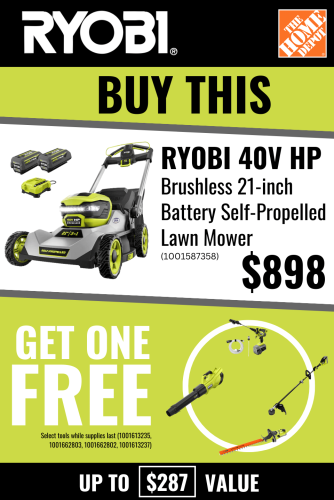 RYOBI®
THE HOME DEPOT
BUY THIS
RYOBI 40V HP
Brushless 21-inch
Battery Self-Propelled
Lawn Mower
(1001587358)
$898
GET ONE
FREE
Select tools while supplies last (1001613235,
1001662803, 1001662802, 1001613237)
UP TO $287 VALUE